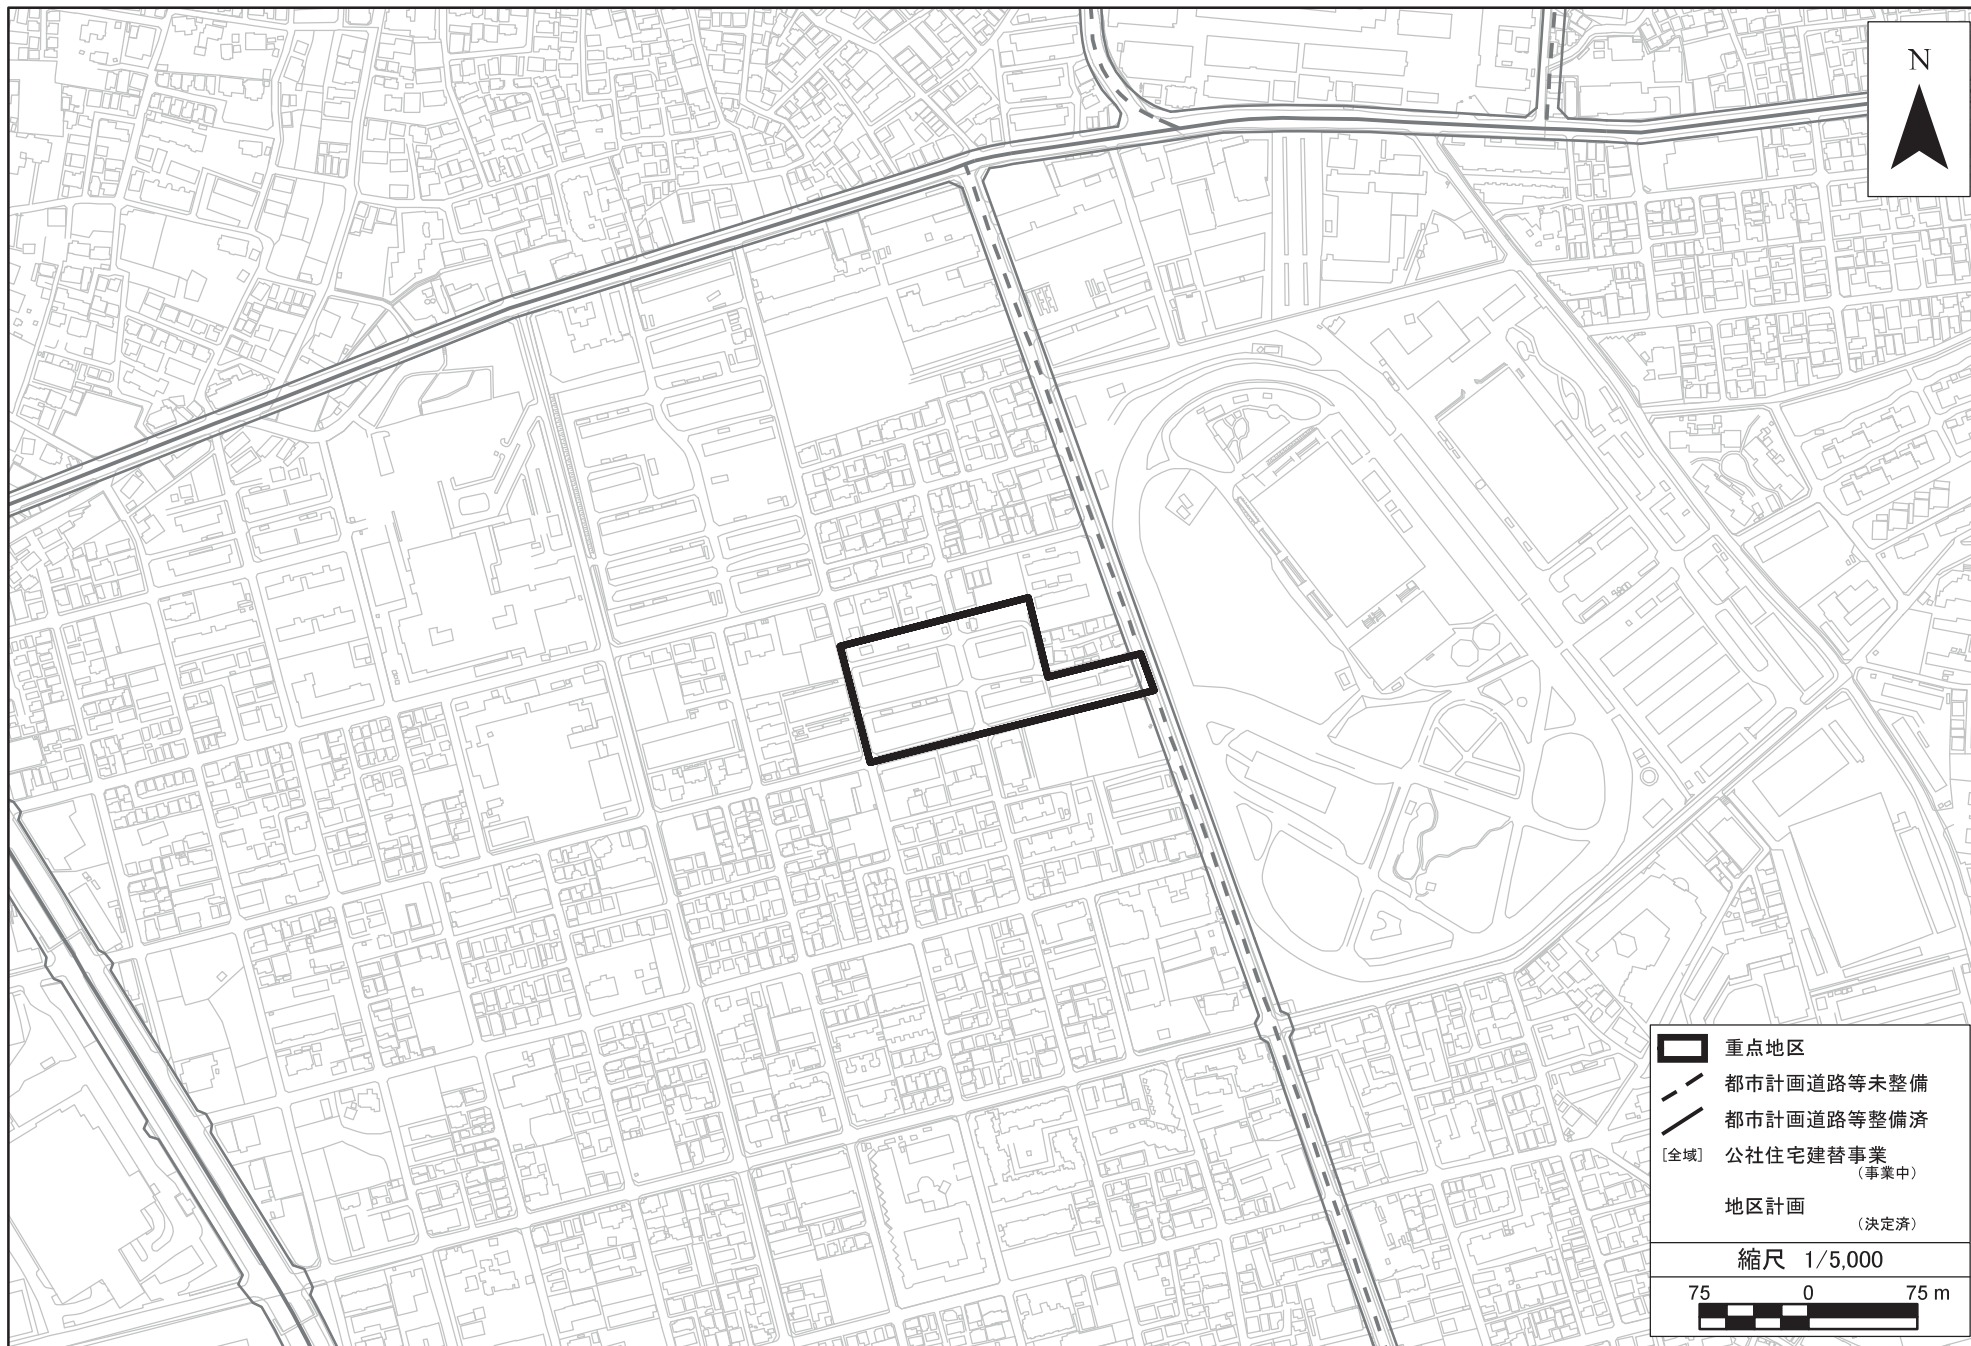 N
重点地区
都市計画道路等未整備
都市計画道路等整備済
[全域] 公社住宅建替事業
(事業中)
地区計画
(決定済)
縮尺 1/5,000
75 0 75 m